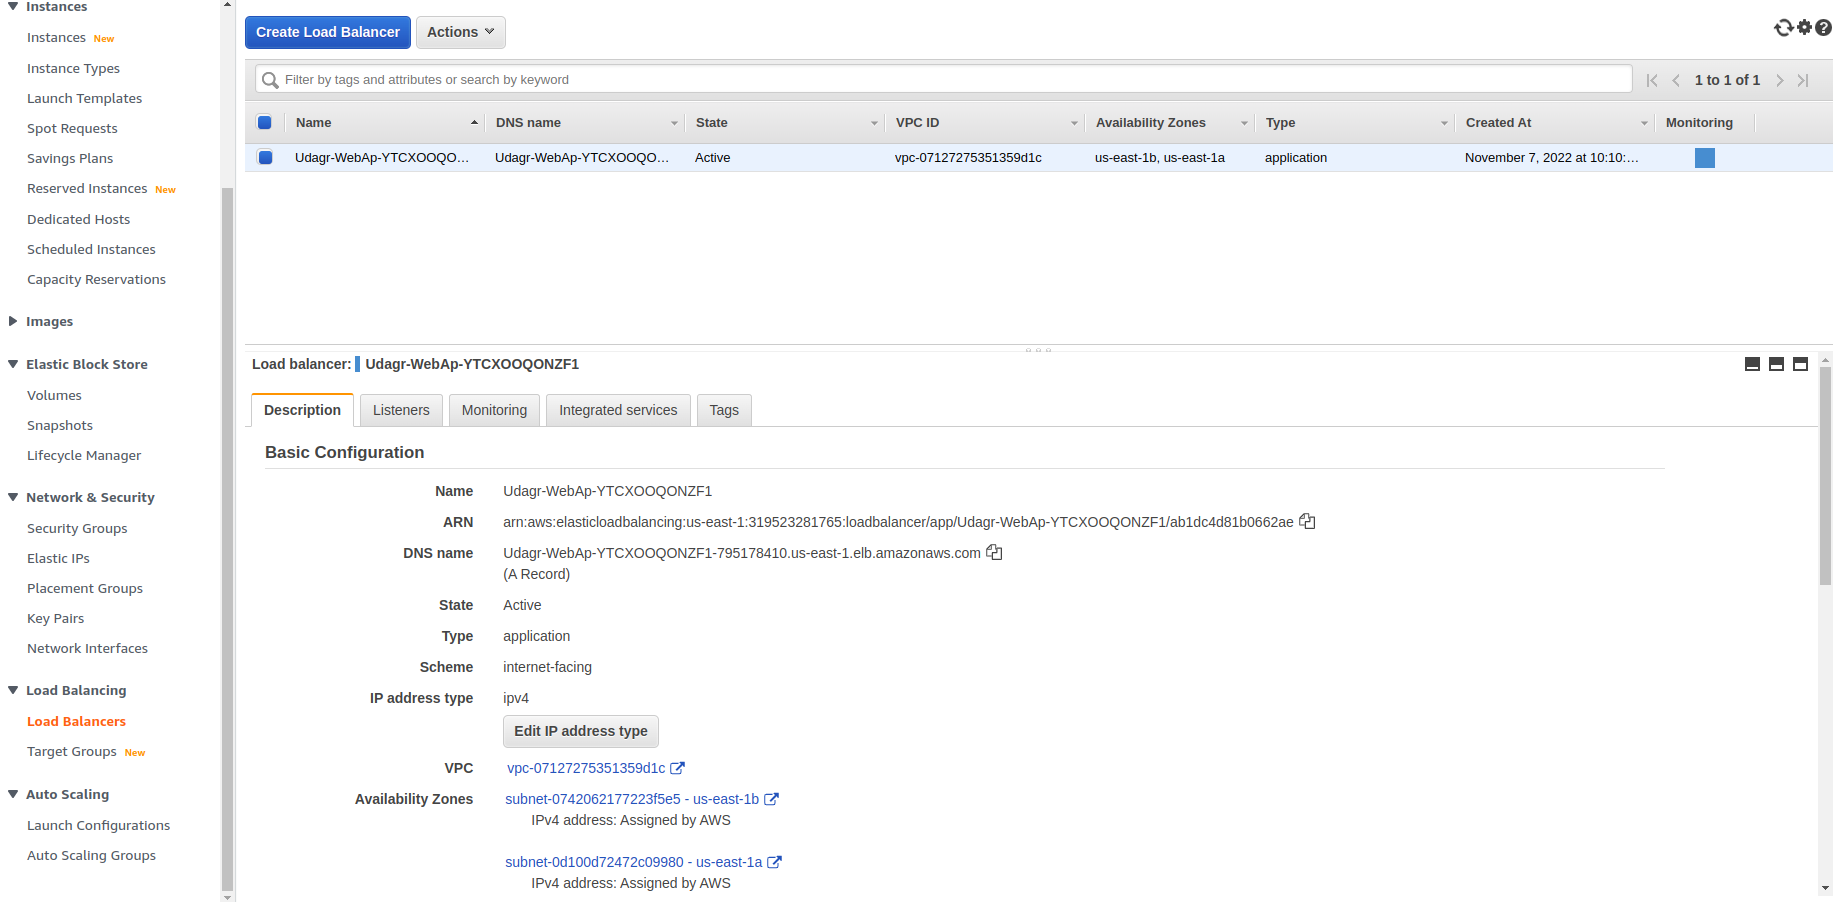 Instances
Instances New
Instance Types
Launch Templates
Spot Requests
Savings Plans
Reserved Instances New
Dedicated Hosts
Scheduled Instances
Capacity Reservations
Images
Elastic Block Store
Volumes
Snapshots
Lifecycle Manager
Network & Security
Security Groups
Elastic IPs
Placement Groups
Key Pairs
Network Interfaces
Load Balancing
Load Balancers
Target Groups New
Auto Scaling
Launch Configurations
Auto Scaling Groups
Create Load Balancer Actions
Filter by tags and attributes or search by keyword 1 to 1 of 1
Name DNS name State VPC ID Availability Zones Type Created At Monitoring
Udagr-WebAp-YTCXOOQO… Udagr-WebAp-YTCXOOQO… Active vpc-07127275351359d1c us-east-1b, us-east-1a application November 7, 2022 at 10:10:…
Load balancer: Udagr-WebAp-YTCXOOQONZF1
Description Listeners Monitoring Integrated services Tags
Basic Configuration
Name Udagr-WebAp-YTCXOOQONZF1
ARN arn:aws:elasticloadbalancing:us-east-1:319523281765:loadbalancer/app/Udagr-WebAp-YTCXOOQONZF1/ab1dc4d81b0662ae
DNS name Udagr-WebAp-YTCXOOQONZF1-795178410.us-east-1.elb.amazonaws.com
(A Record)
State Active
Type application
Scheme internet-facing
IP address type ipv4
Edit IP address type
VPC vpc-07127275351359d1c
Availability Zones subnet-0742062177223f5e5 - us-east-1b
IPv4 address: Assigned by AWS
subnet-0d100d72472c09980 - us-east-1a
IPv4 address: Assigned by AWS